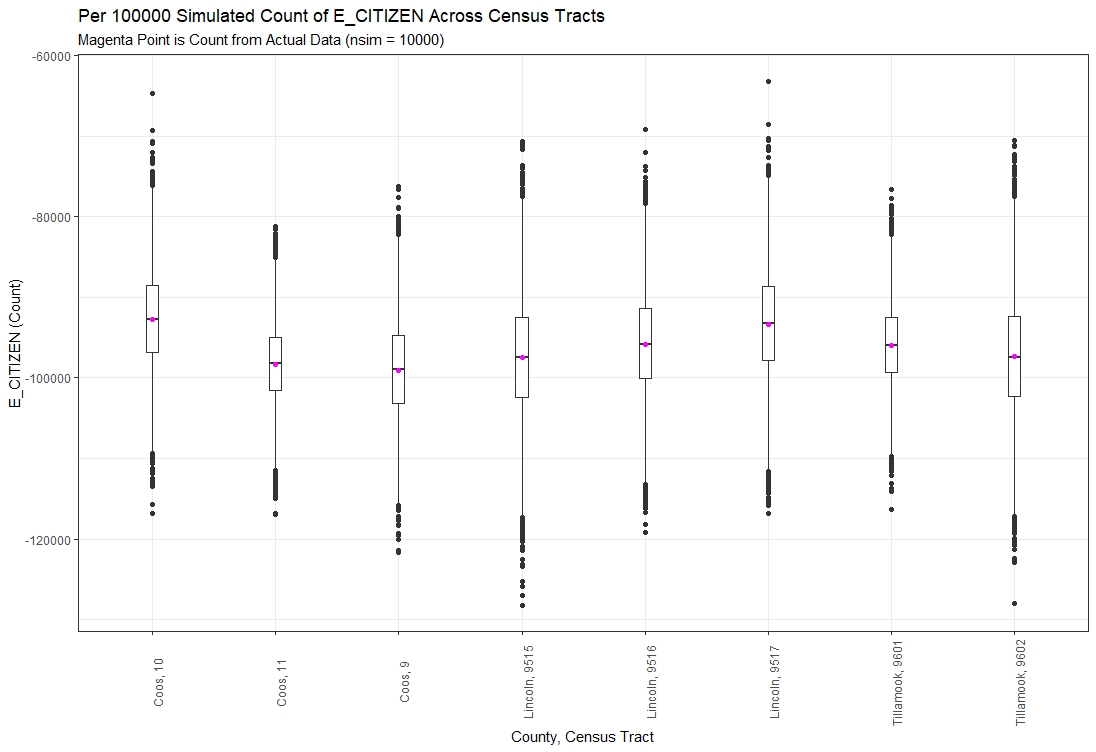 Per 100000 Simulated Count of E_CITIZEN Across Census Tracts
Magenta Point is Count from Actual Data (nsim = 10000)
E_CITIZEN (Count)
-60000
-80000
-100000
-120000
Coos, 10
Coos, 11
Coos, 9
Lincoln, 9515
Lincoln, 9516
Lincoln, 9517
Tillamook, 9601
Tillamook, 9602
County, Census Tract